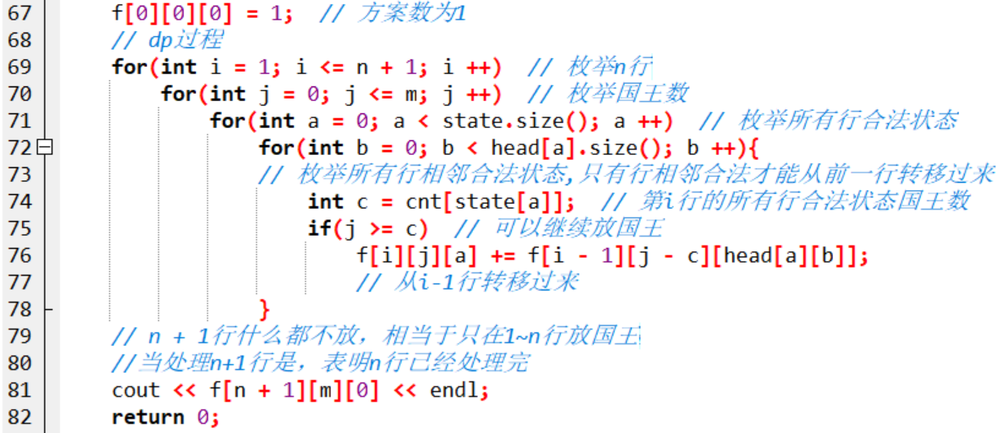 67 f[0][0][0] = 1; // 方案数为1
68 // dp过程
69 for(int i = 1; i <= n + 1; i ++) // 枚举n行
70 for(int j = 0; j <= m; j ++) // 枚举国王数
71 for(int a = 0; a < state.size(); a ++) // 枚举所有行合法状态
72 for(int b = 0; b < head[a].size(); b ++){
73 // 枚举所有行相邻合法状态,只有行相邻合法才能从前一行转移过来
74 int c = cnt[state[a]]; // 第i行的所有行合法状态国王数
75 if(j >= c) // 可以继续放国王
76 f[i][j][a] += f[i - 1][j - c][head[a][b]];
77 // 从i-1行转移过来
78 }
79 // n + 1行什么都不放，相当于只在1~n行放国王
80 //当处理n+1行是，表明n行已经处理完
81 cout << f[n + 1][m][0] << endl;
82 return 0;